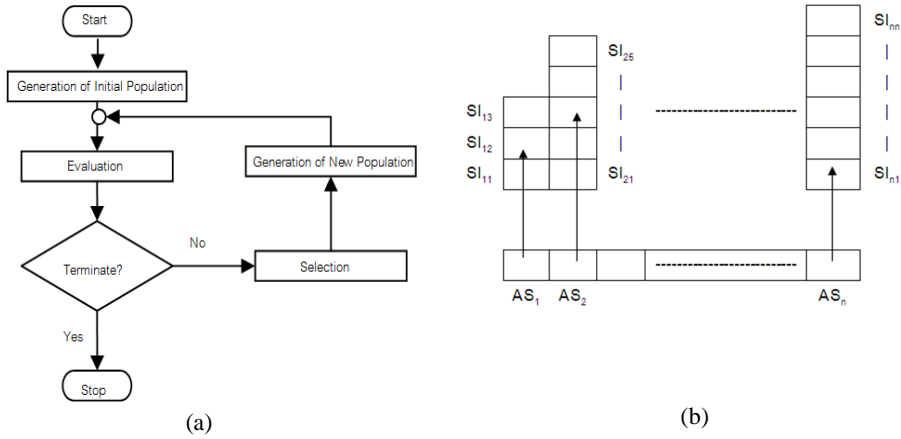 Start
Generation of Initial Population
Evaluation
Generation of New Population
Terminate?
No
Selection
Yes
Stop
(a)
SI13
SI12
SI11
SI25
SI21
SInn
SIn1
AS1
AS2
ASn
(b)